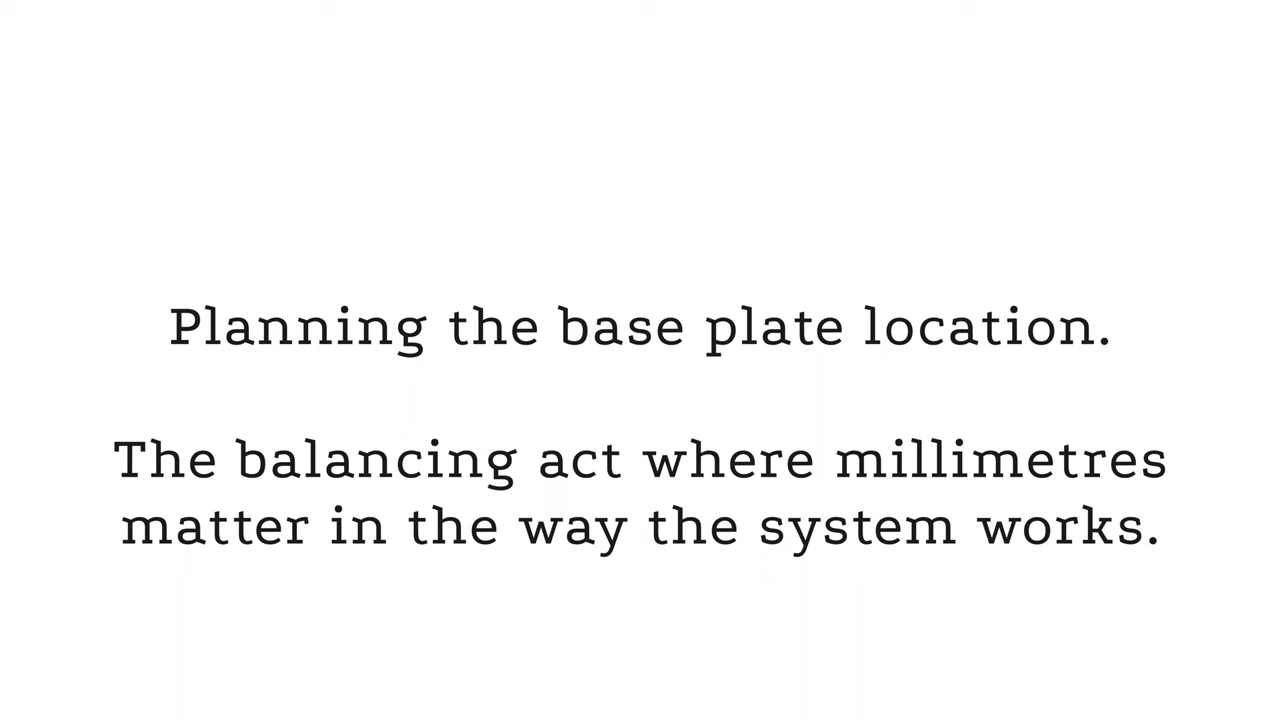 Planning the base plate location.
The balancing act where millimetres
matter in the way the system works.